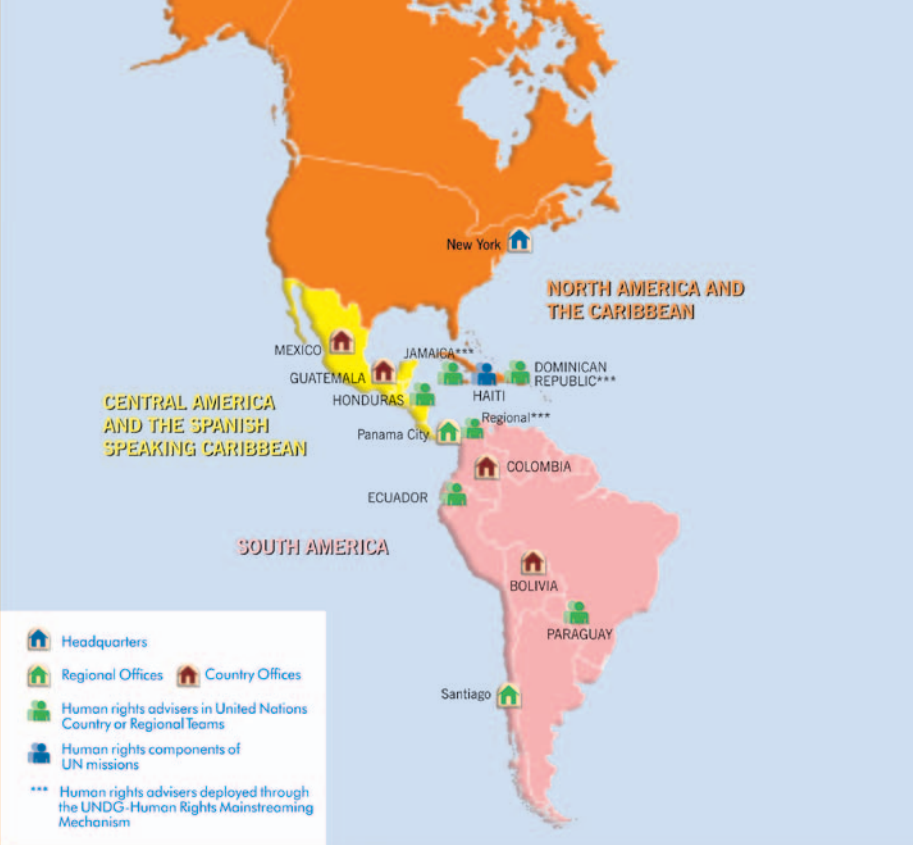 New York
NORTH AMERICA AND
THE CARIBBEAN
MEXICO
JAMAICA***
GUATEMALA
DOMINICAN
REPUBLIC***
HONDURAS
HAITI
CENTRAL AMERICA
AND THE SPANISH
SPEAKING CARIBBEAN
Regional***
Panama City
COLOMBIA
ECUADOR
SOUTH AMERICA
BOLIVIA
PARAGUAY
Santiago
Headquarters
Regional Offices
Country Offices
Human rights advisers in United Nations
Country or Regional Teams
Human rights components of
UN missions
*** Human rights advisers deployed through
the UNDG-Human Rights Mainstreaming
Mechanism